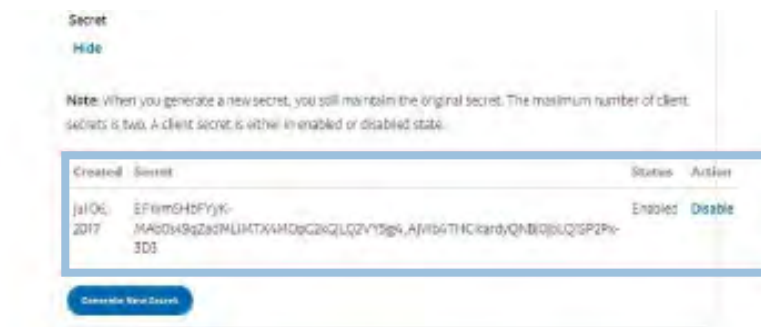 Secret
Hide
Note: When you generate a new secret, you still maintain the original secret. The maximum number of client
secrets is two. A client secret is either in enabled or disabled state.
Created Secret Status Action
Jul 06, Enabled Disable
2017
3D3
Generate New Secret